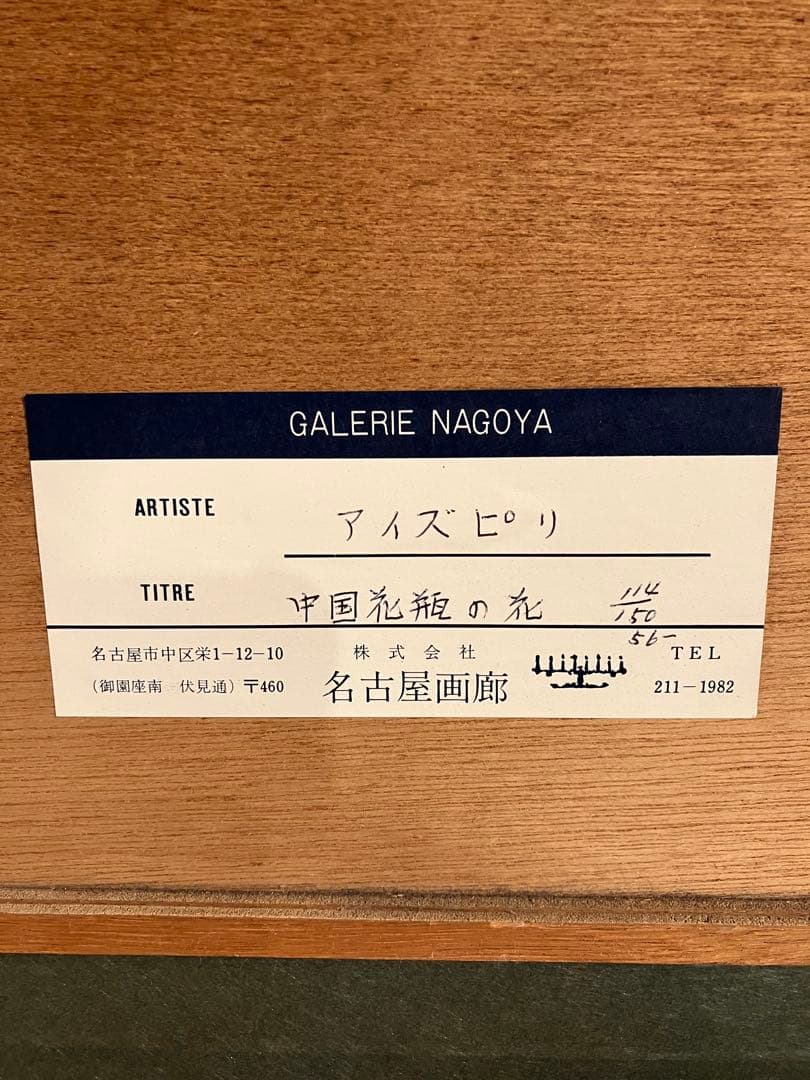 GALERIE NAGOYA
ARTISTE アイズピリ
TITRE 中国花瓶の花 114/150
56-
名古屋市中区栄1-12-10 株式会社 TEL
(御園座南 伏見通) 〒460 名古屋画廊 211-1982